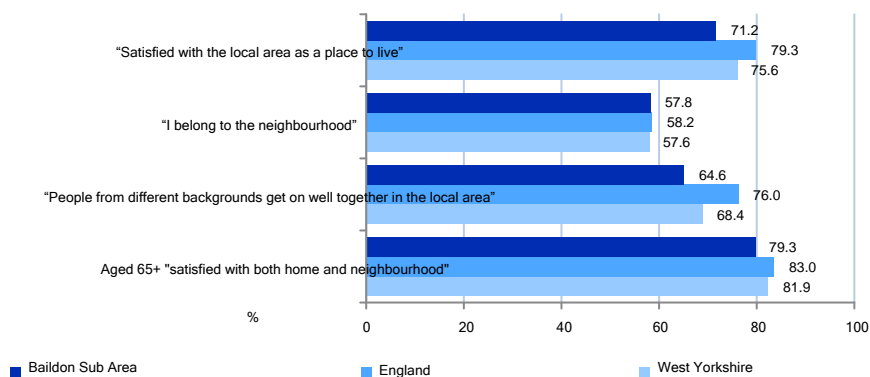 71.2
“Satisfied with the local area as a place to live”
79.3
75.6
57.8
“I belong to the neighbourhood”
58.2
57.6
64.6
“People from different backgrounds get on well together in the local area”
76.0
68.4
79.3
Aged 65+ "satisfied with both home and neighbourhood"
83.0
81.9
%
0 20 40 60 80 100
Baildon Sub Area England West Yorkshire